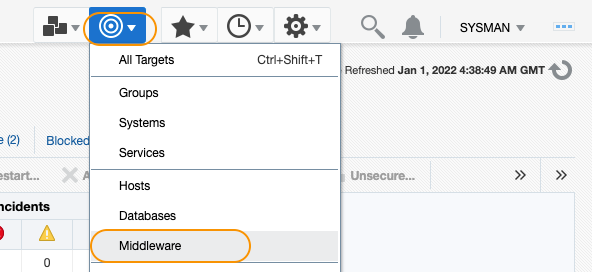 SYSMAN
All Targets Ctrl+Shift+T
Refreshed Jan 1, 2022 4:38:49 AM GMT
Groups
Systems
(2) Blocked
Services
estart... Unsecure...
Hosts
ncidents
Databases
Middleware
0